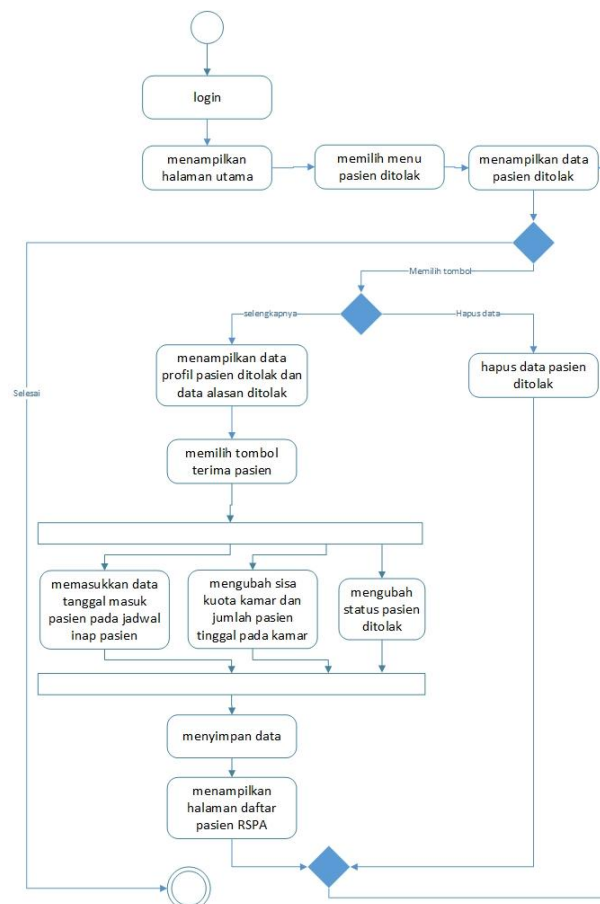 login
menampilkan
halaman utama
memilih menu
pasien ditolak
menampilkan data
pasien ditolak
Memilih tombol
selengkapnya
Hapus data
menampilkan data
profil pasien ditolak dan
data alasan ditolak
hapus data pasien
ditolak
Selesai
memilih tombol
terima pasien
memasukkan data
tanggal masuk
pasien pada jadwal
inap pasien
mengubah sisa
kuota kamar dan
jumlah pasien
tinggal pada kamar
mengubah
status pasien
ditolak
menyimpan data
menampilkan
halaman daftar
pasien RSPA